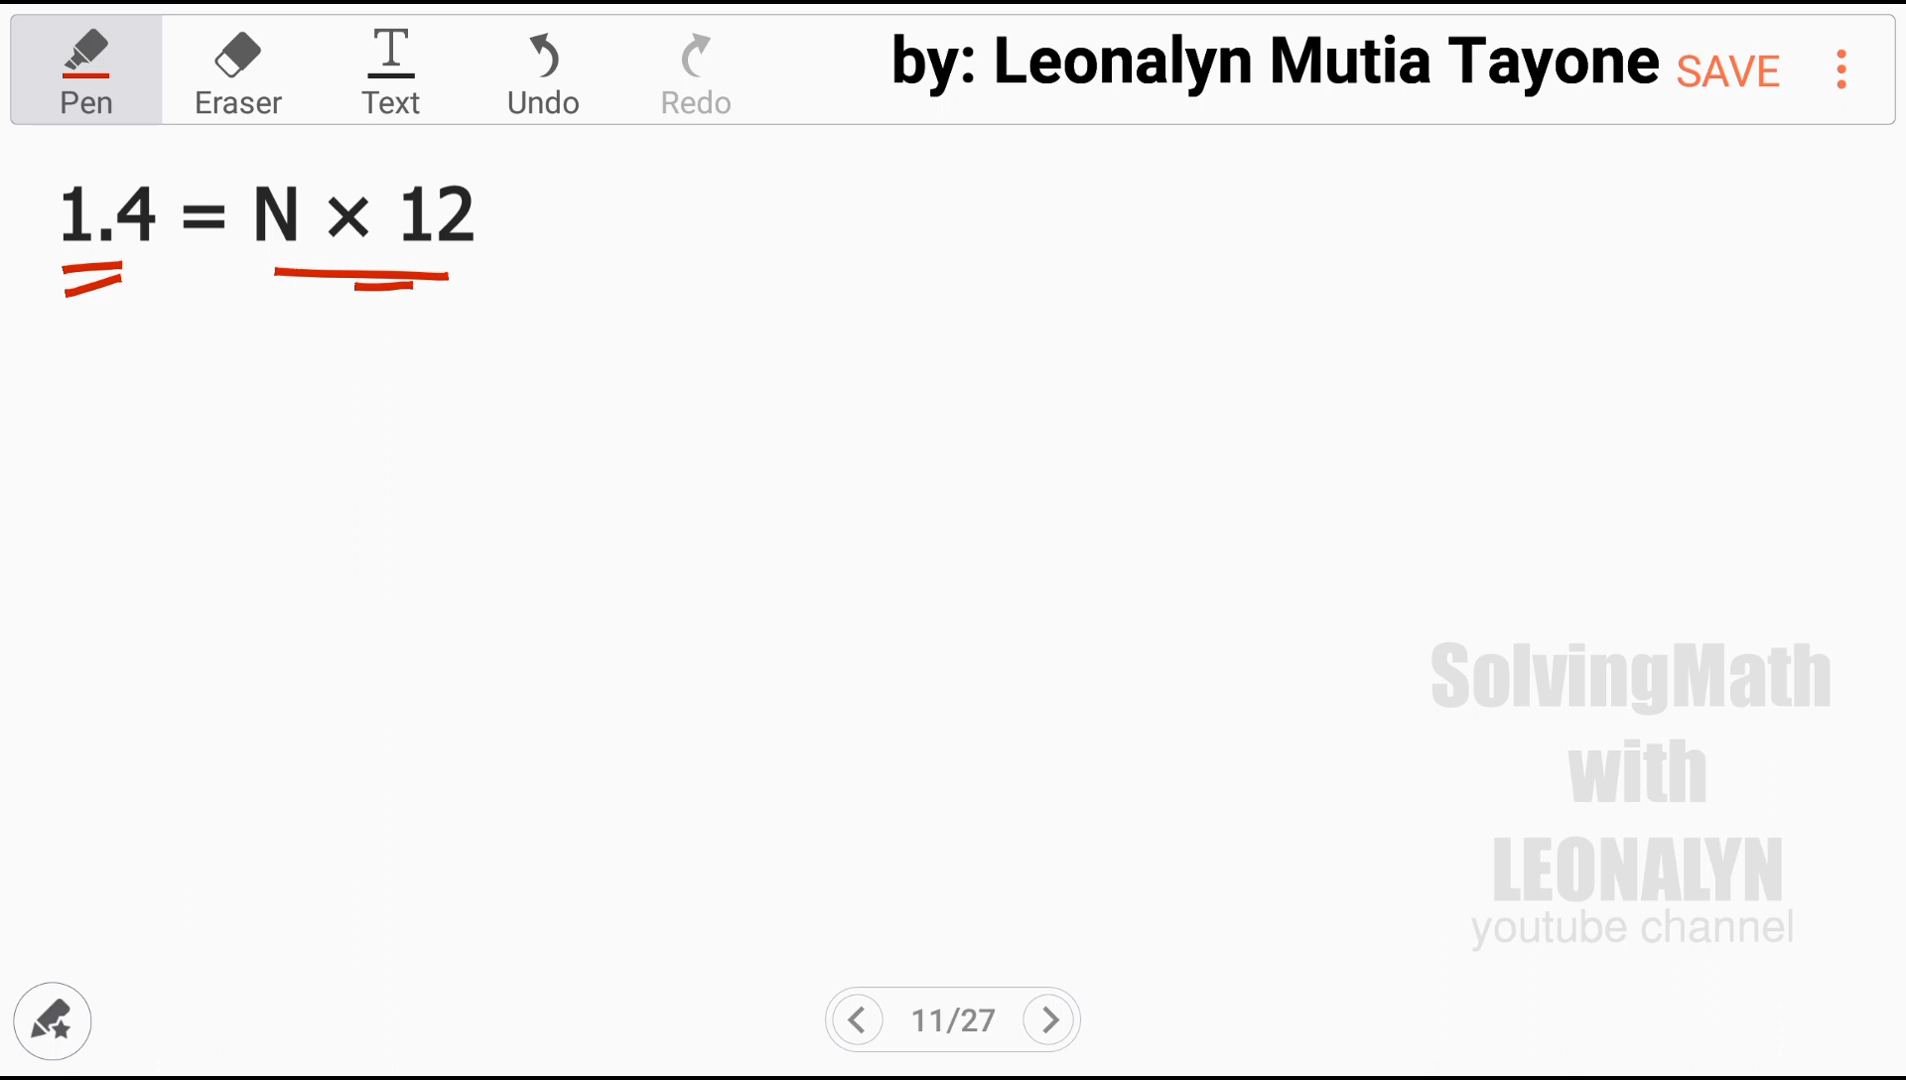 by: Leonalyn Mutia Tayone SAVE
Pen Eraser Text Undo Redo
1.4 = N × 12
SolvingMath
with
LEONALYN
youtube channel
11/27